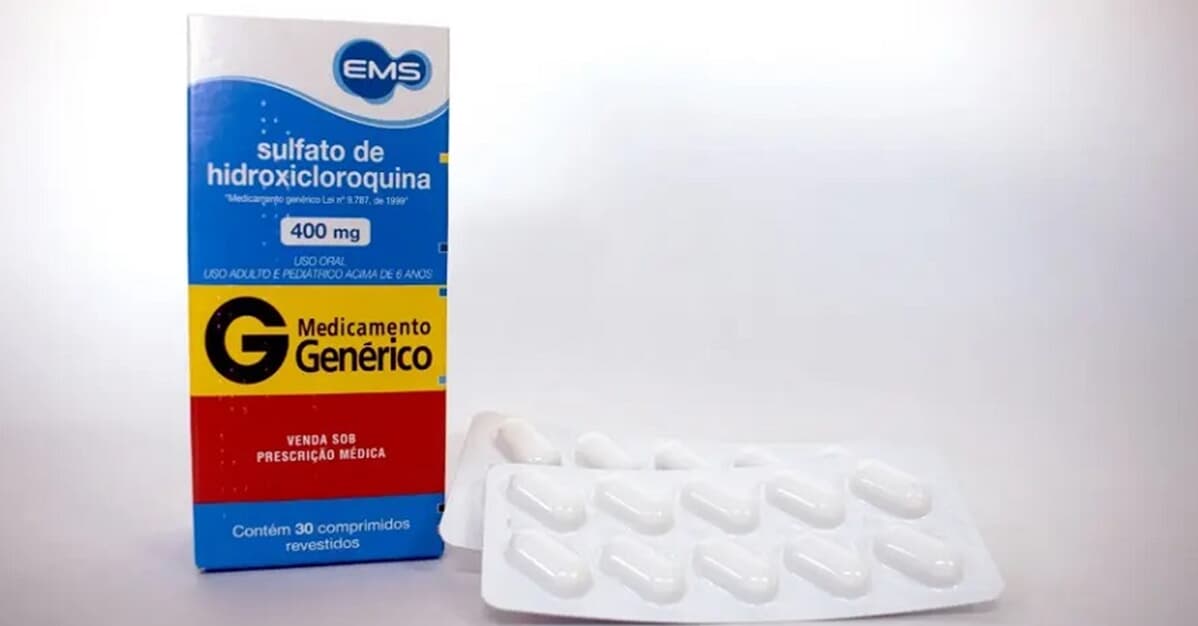 EMS
sulfato de
hidroxicloroquina
"Medicamento genérico Lei nº 9.787, de 1999"
400 mg
USO ORAL
USO ADULTO E PEDIÁTRICO ACIMA DE 6 ANOS
G Medicamento
Genérico
VENDA SOB
PRESCRIÇÃO MÉDICA
Contém 30 comprimidos
revestidos